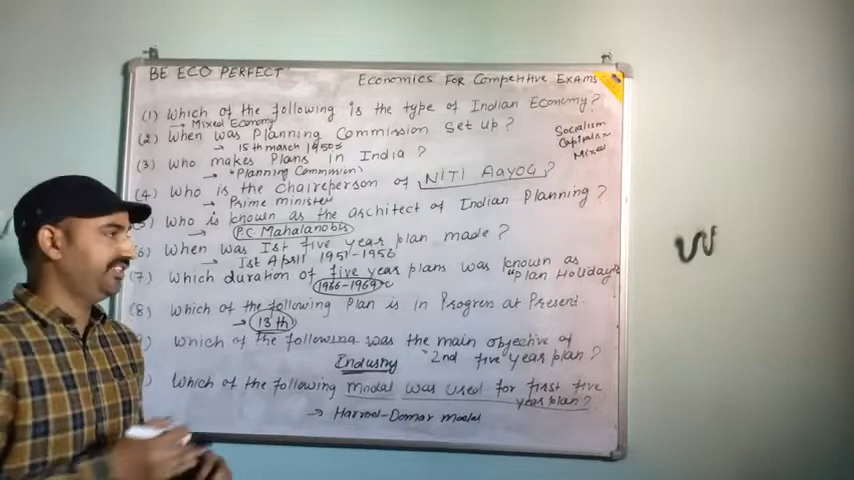 BE ECO PERFECT
ECONOMICS FOR COMPETITIVE EXAMS
(1) Which of the following is the type of Indian Economy?
→ Mixed Economy
(2) When was Planning Commission set up?
→ 15th march 1950
Socialism
Capitalism
Mixed
(3) Who makes Plans in India?
→ "Planning Commission"
(4) Who is the Chaireperson of NITI Aayog?
→ Prime minister
5) Who is known as the architect of Indian Planning?
→ P.C Mahalanobis
6) When was Ist five year plan made?
→ Ist April 1951-1956
(7) Which duration of five year plans was known as
"Plan Holiday"
1966-1969
(8) Which of the following Plan is in Progress at Present.
→ 13th
) Which of the following was the main objective of
2nd five year plan?
Industry
) Which of the following modal was used for first five
year plan?
→ Harrod-Domar model